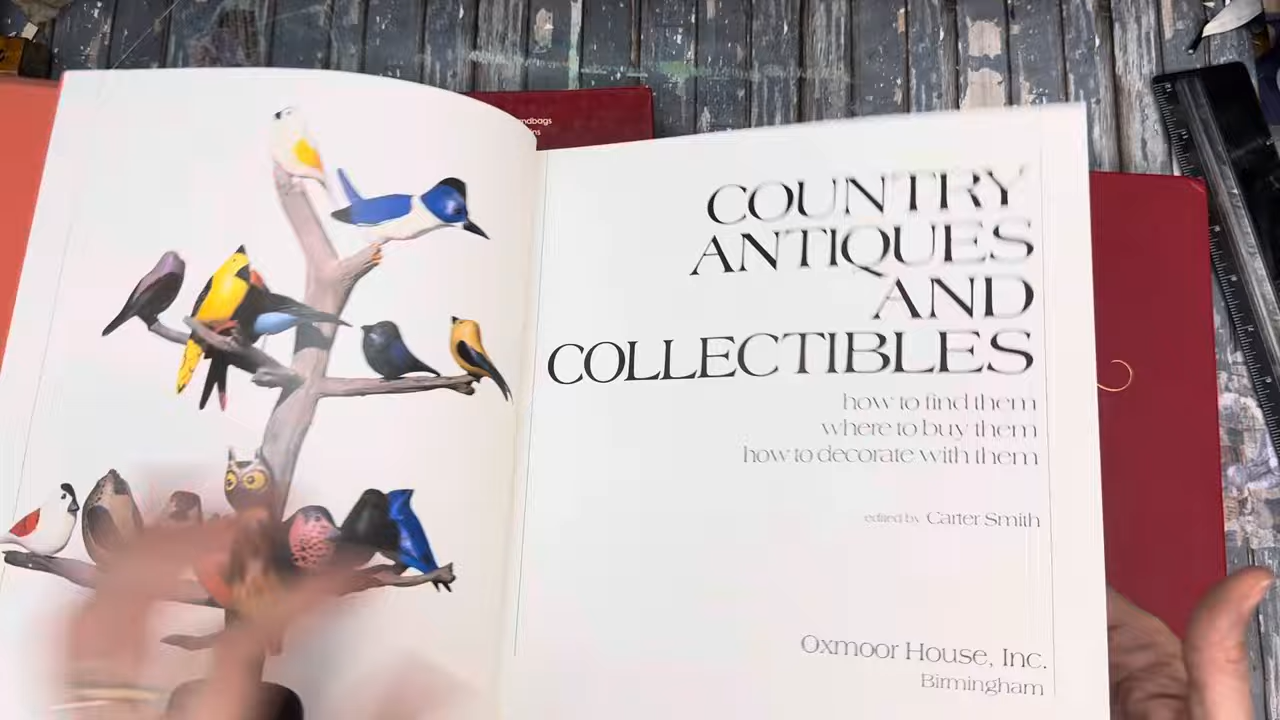 COUNTRY
ANTIQUES
AND
COLLECTIBLES
how to find them
where to buy them
how to decorate with them
edited by Carter Smith
Oxmoor House, Inc.
Birmingham